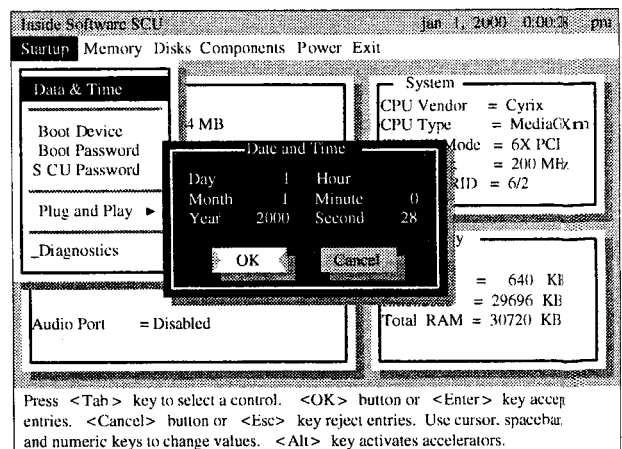 Inside Software SCU jan 1, 2000 0:00:28 pm
Startup Memory Disks Components Power Exit
Data & Time
Boot Device
Boot Password
S CU Password
Plug and Play ►
_Diagnostics
4 MB
System
CPU Vendor = Cyrix
CPU Type = MediaGXm
Mode = 6X PCI
= 200 MHz
RID = 6/2
Date and Time
Day 1 Hour
Month 1 Minute 0
Year 2000 Second 28
OK Cancel
y
= 640 KB
= 29696 KB
Total RAM = 30720 KB
Audio Port = Disabled
Press <Tab> key to select a control. <OK> button or <Enter> key accep
entries. <Cancel> button or <Esc> key reject entries. Use cursor. spacebar,
and numeric keys to change values. <Alt> key activates accelerators.